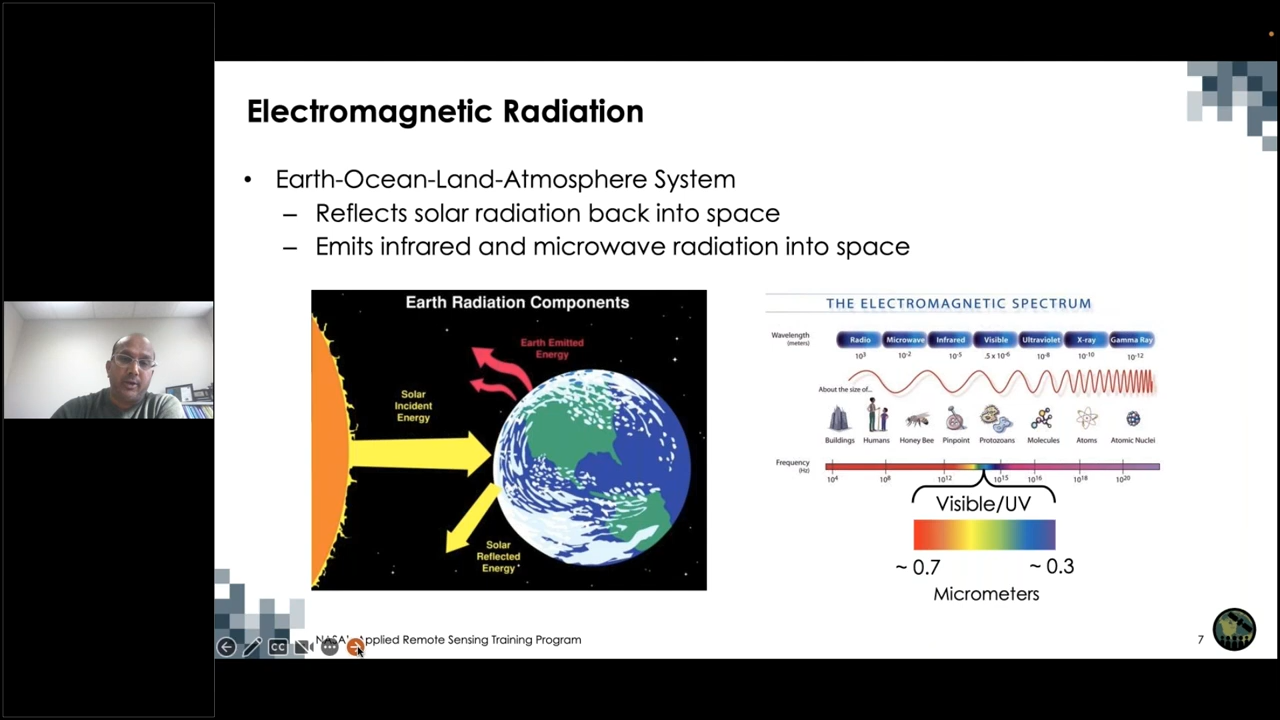 Electromagnetic Radiation
• Earth-Ocean-Land-Atmosphere System
– Reflects solar radiation back into space
– Emits infrared and microwave radiation into space
Earth Radiation Components
Earth Emitted
Energy
Solar
Incident
Energy
Solar
Reflected
Energy
THE ELECTROMAGNETIC SPECTRUM
Wavelength
(meters)
Radio Microwave Infrared Visible Ultraviolet X-ray Gamma Ray
10³ 10⁻² 10⁻⁵ .5 x 10⁻⁶ 10⁻⁸ 10⁻¹⁰ 10⁻¹²
About the size of...
Buildings Humans Honey Bee Pinpoint Protozoans Molecules Atoms Atomic Nuclei
Frequency
(Hz)
10⁴ 10⁸ 10¹² 10¹⁵ 10¹⁶ 10¹⁸ 10²⁰
Visible/UV
~ 0.7 ~ 0.3
Micrometers
CC
Applied Remote Sensing Training Program
7